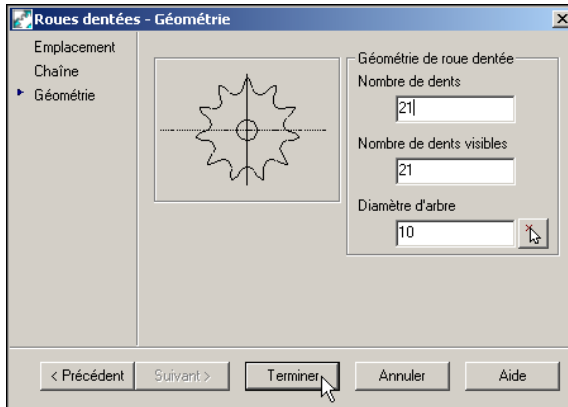 Roues dentées - Géométrie
Emplacement
Chaîne
Géométrie
Géométrie de roue dentée
Nombre de dents
21
Nombre de dents visibles
21
Diamètre d'arbre
10
< Précédent
Suivant >
Terminer
Annuler
Aide